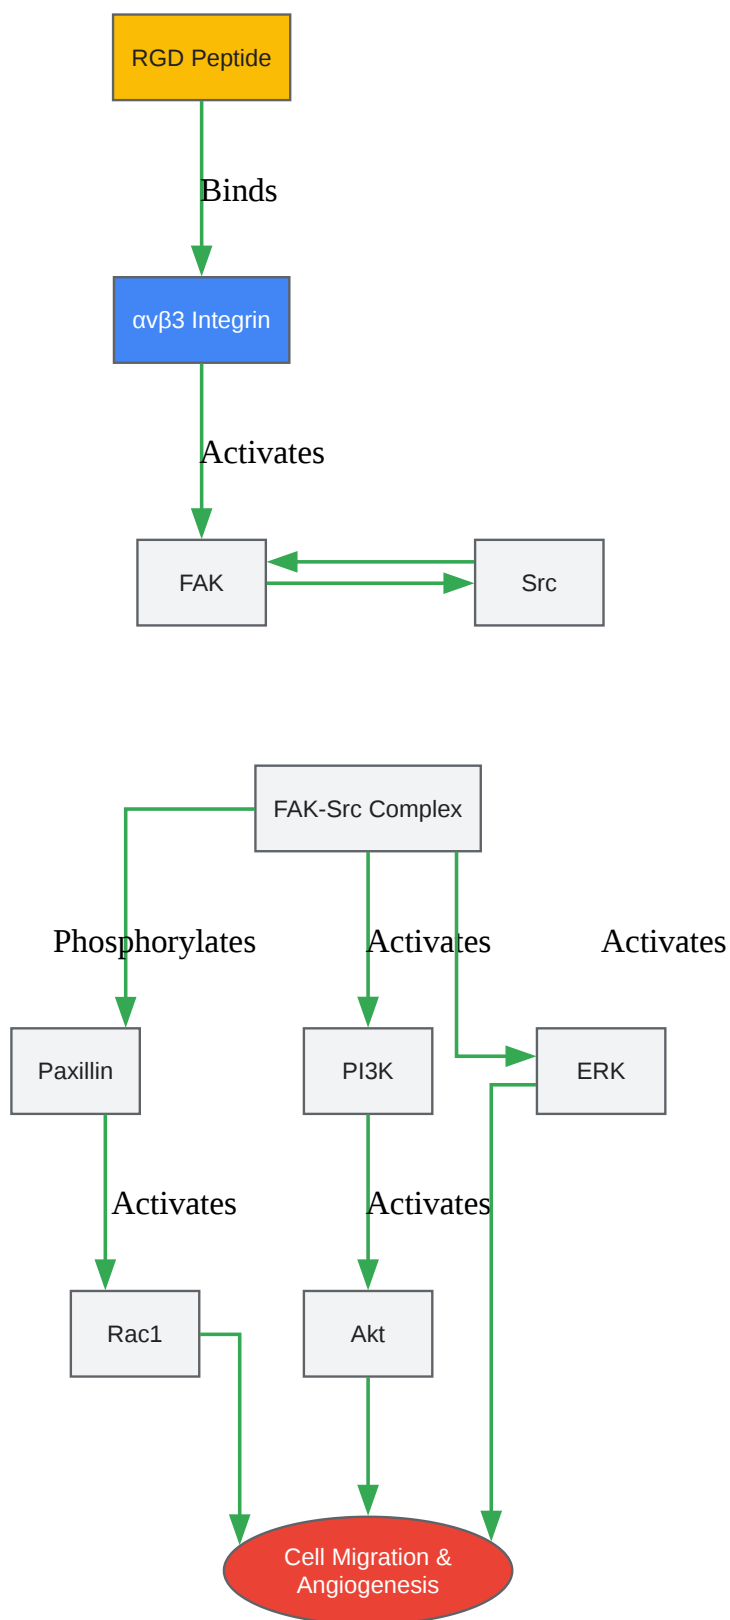 RGD Peptide
Binds
αvβ3 Integrin
Activates
FAK
Src
FAK-Src Complex
Phosphorylates
Activates
Activates
Paxillin
PI3K
ERK
Activates
Activates
Rac1
Akt
Cell Migration &
Angiogenesis